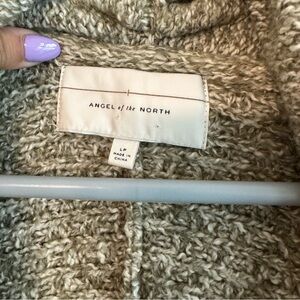 ANGEL of the NORTH
LP
MADE IN
CHINA